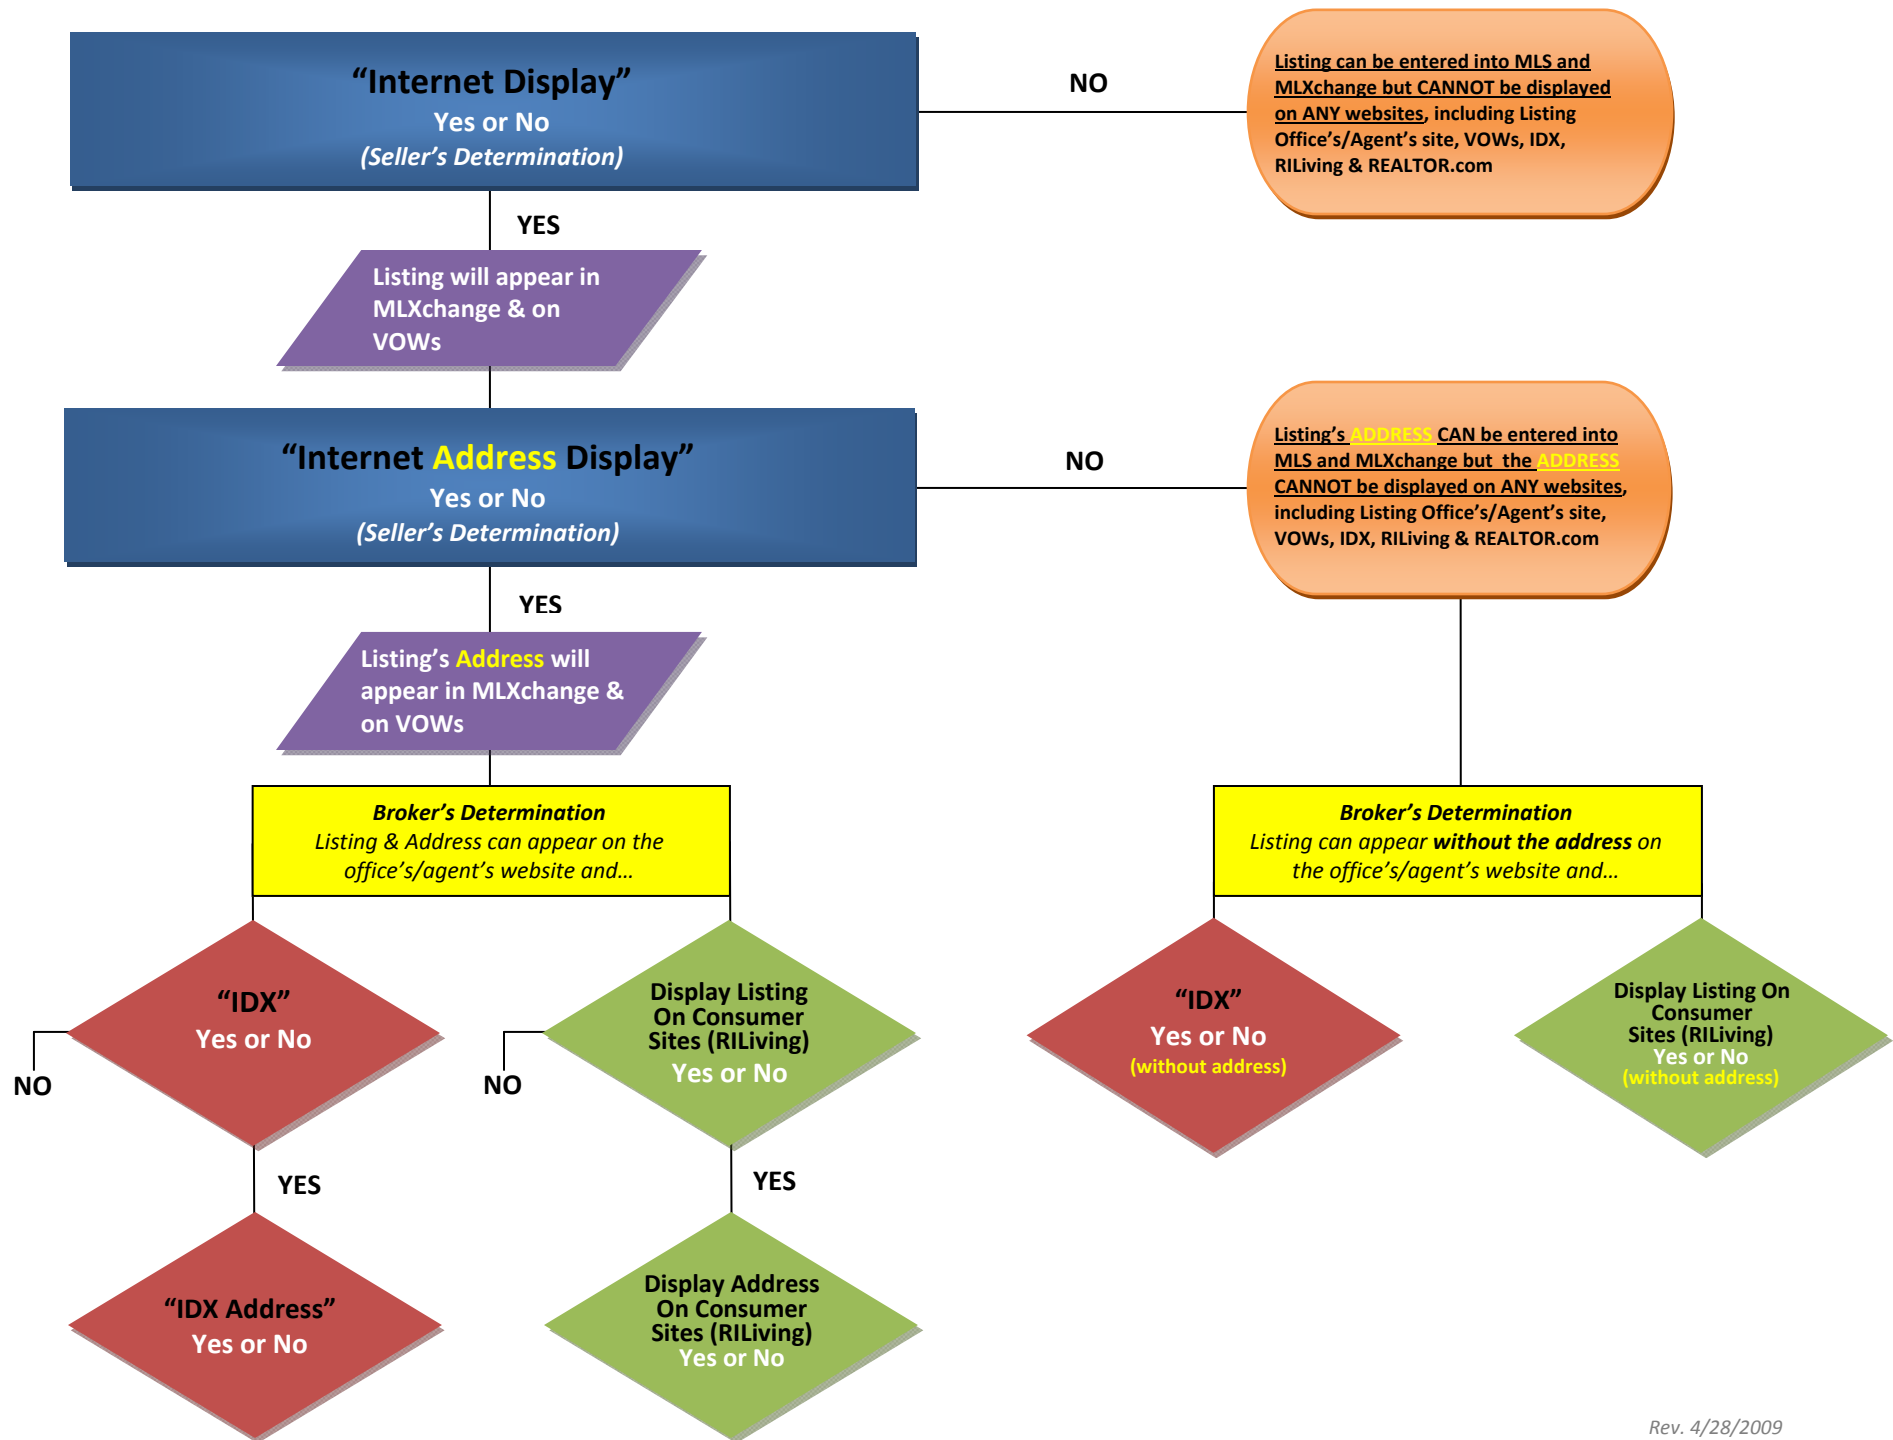 “Internet Display”
Yes or No
(Seller’s Determination)
NO
Listing can be entered into MLS and
MLXchange but CANNOT be displayed
on ANY websites, including Listing
Office’s/Agent’s site, VOWs, IDX,
RILiving & REALTOR.com
YES
Listing will appear in
MLXchange & on
VOWs
“Internet Address Display”
Yes or No
(Seller’s Determination)
NO
Listing’s ADDRESS CAN be entered into
MLS and MLXchange but the ADDRESS
CANNOT be displayed on ANY websites,
including Listing Office’s/Agent’s site,
VOWs, IDX, RILiving & REALTOR.com
YES
Listing’s Address will
appear in MLXchange &
on VOWs
Broker’s Determination
Listing & Address can appear on the
office’s/agent’s website and…
Broker’s Determination
Listing can appear without the address on
the office’s/agent’s website and…
“IDX”
Yes or No
NO
Display Listing
On Consumer
Sites (RILiving)
Yes or No
NO
“IDX”
Yes or No
(without address)
Display Listing On
Consumer
Sites (RILiving)
Yes or No
(without address)
YES
YES
“IDX Address”
Yes or No
Display Address
On Consumer
Sites (RILiving)
Yes or No
Rev. 4/28/2009